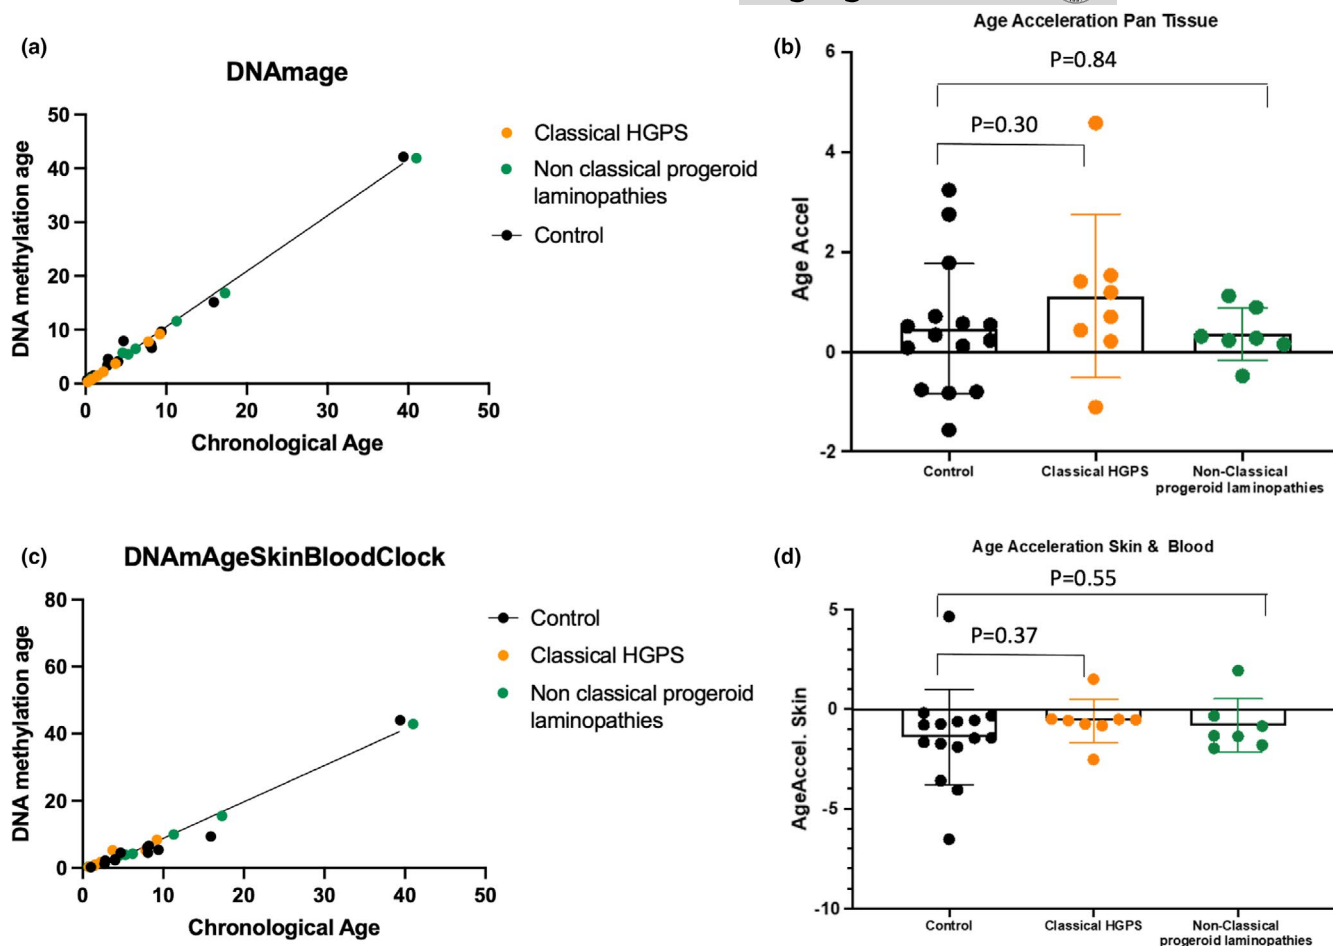 (a)
DNAmage
50
40
30
20
10
0
DNA methylation age
0 10 20 30 40 50
Chronological Age
Classical HGPS
Non classical progeroid
laminopathies
Control
(b)
Age Acceleration Pan Tissue
P=0.84
P=0.30
6
4
2
0
-2
Age Accel
Control
Classical HGPS
Non-Classical
progeroid laminopathies
(c)
DNAmAgeSkinBloodClock
80
60
40
20
0
DNA methylation age
0 10 20 30 40 50
Chronological Age
Control
Classical HGPS
Non classical progeroid
laminopathies
(d)
Age Acceleration Skin & Blood
P=0.55
P=0.37
5
0
-5
-10
AgeAccel. Skin
Control
Classical HGPS
Non-Classical
progeroid laminopathies